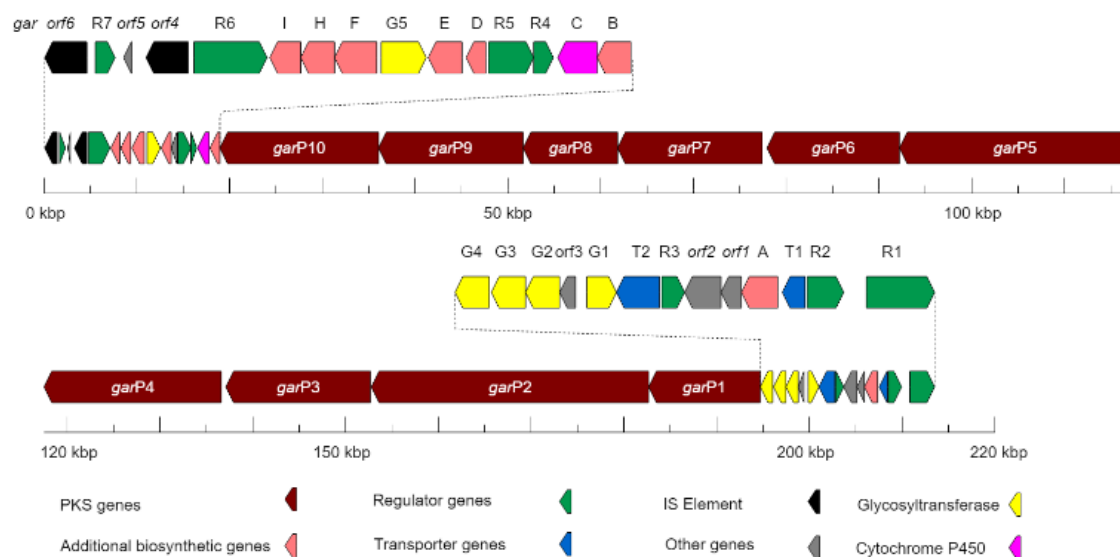 gar orf6 R7 orf5 orf4 R6 I H F G5 E D R5 R4 C B
garP10 garP9 garP8 garP7 garP6 garP5
0 kbp 50 kbp 100 kbp
G4 G3 G2 orf3 G1 T2 R3 orf2 orf1 A T1 R2 R1
garP4 garP3 garP2 garP1
120 kbp 150 kbp 200 kbp 220 kbp
PKS genes Regulator genes IS Element Glycosyltransferase
Additional biosynthetic genes Transporter genes Other genes Cytochrome P450